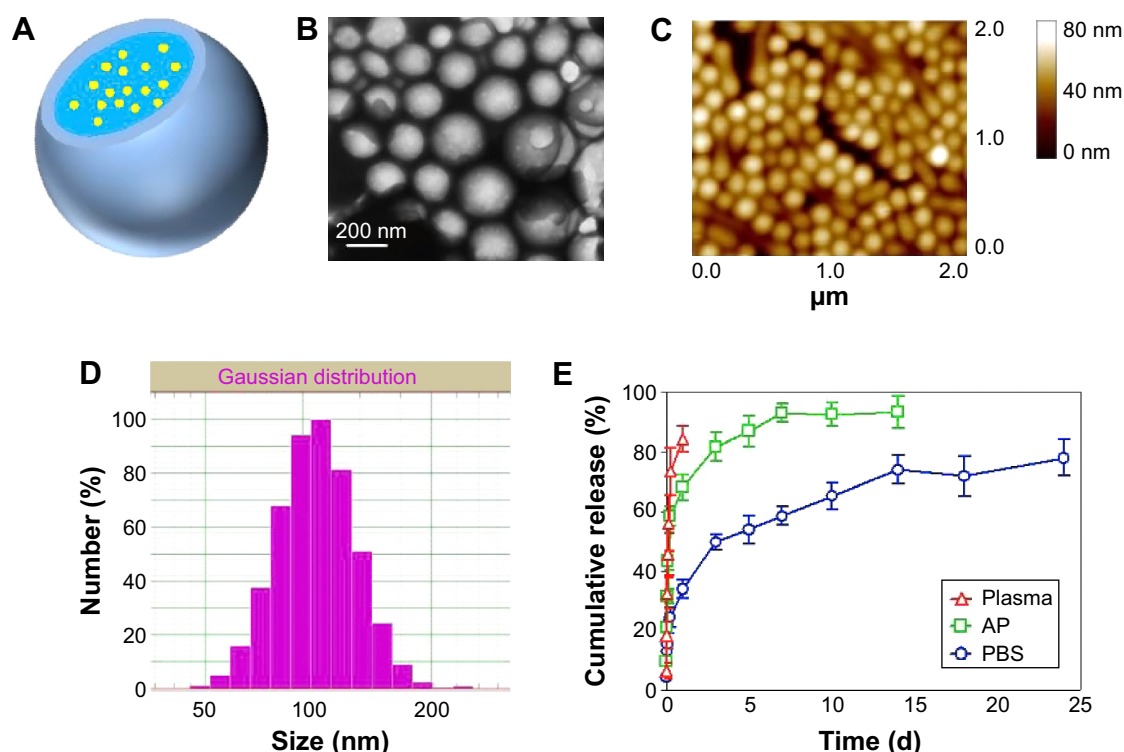 A
B
200 nm
C
2.0
1.0
0.0
0.0 1.0 2.0
µm
80 nm
40 nm
0 nm
D
Gaussian distribution
100
80
60
40
20
0
Number (%)
50 100 200
Size (nm)
E
100
80
60
40
20
0
Cumulative release (%)
Plasma
AP
PBS
0 5 10 15 20 25
Time (d)